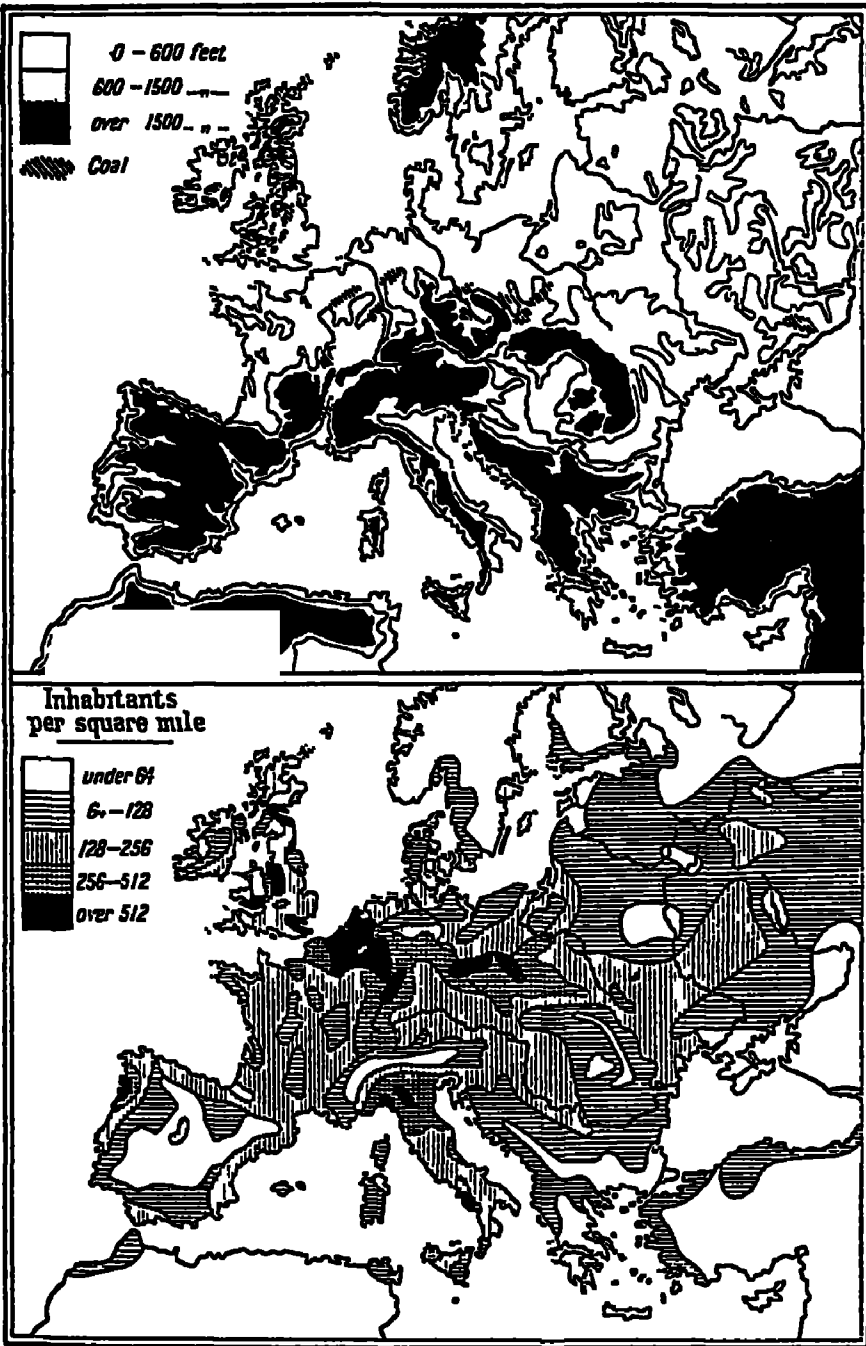 0 – 600 feet
600 – 1500 „
over 1500 „
Coal
Inhabitants
per square mile
under 64
64 – 128
128 – 256
256 – 512
over 512